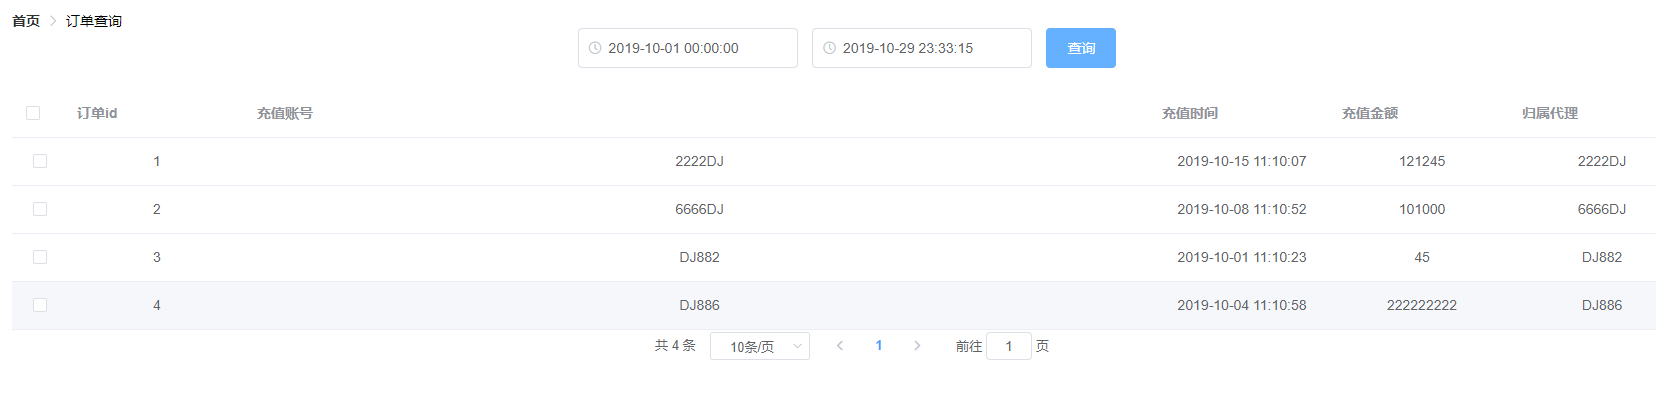 首页 > 订单查询
2019-10-01 00:00:00 2019-10-29 23:33:15 查询
订单id 充值账号 充值时间 充值金额 归属代理
1 2222DJ 2019-10-15 11:10:07 121245 2222DJ
2 6666DJ 2019-10-08 11:10:52 101000 6666DJ
3 DJ882 2019-10-01 11:10:23 45 DJ882
4 DJ886 2019-10-04 11:10:58 222222222 DJ886
共 4 条 10条/页 < 1 > 前往 1 页